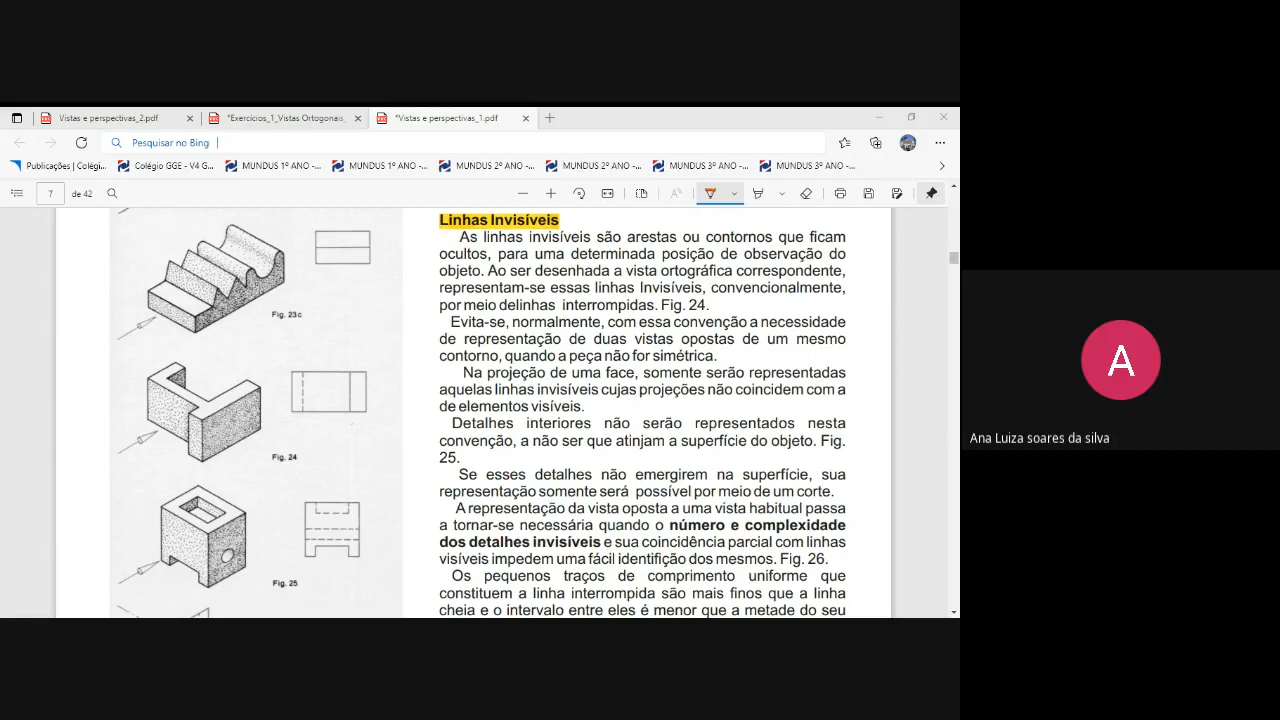 Vistas e perspectivas_2.pdf
*Exercícios_1_Vistas Ortogonais_
*Vistas e perspectivas_1.pdf
Pesquisar no Bing
Publicações | Colégi...
Colégio GGE - V4 G...
MUNDUS 1º ANO -...
MUNDUS 1º ANO -...
MUNDUS 2º ANO -...
MUNDUS 2º ANO -...
MUNDUS 3º ANO -...
MUNDUS 3º ANO -...
7 de 42
Fig. 23c
Fig. 24
Fig. 25
Linhas Invisíveis
As linhas invisíveis são arestas ou contornos que ficam
ocultos, para uma determinada posição de observação do
objeto. Ao ser desenhada a vista ortográfica correspondente,
representam-se essas linhas Invisíveis, convencionalmente,
por meio delinhas interrompidas. Fig. 24.
Evita-se, normalmente, com essa convenção a necessidade
de representação de duas vistas opostas de um mesmo
contorno, quando a peça não for simétrica.
Na projeção de uma face, somente serão representadas
aquelas linhas invisíveis cujas projeções não coincidem com a
de elementos visíveis.
Detalhes interiores não serão representados nesta
convenção, a não ser que atinjam a superfície do objeto. Fig.
25.
Se esses detalhes não emergirem na superfície, sua
representação somente será possível por meio de um corte.
A representação da vista oposta a uma vista habitual passa
a tornar-se necessária quando o número e complexidade
dos detalhes invisíveis e sua coincidência parcial com linhas
visíveis impedem uma fácil identifição dos mesmos. Fig. 26.
Os pequenos traços de comprimento uniforme que
constituem a linha interrompida são mais finos que a linha
cheia e o intervalo entre eles é menor que a metade do seu
A
Ana Luiza soares da silva